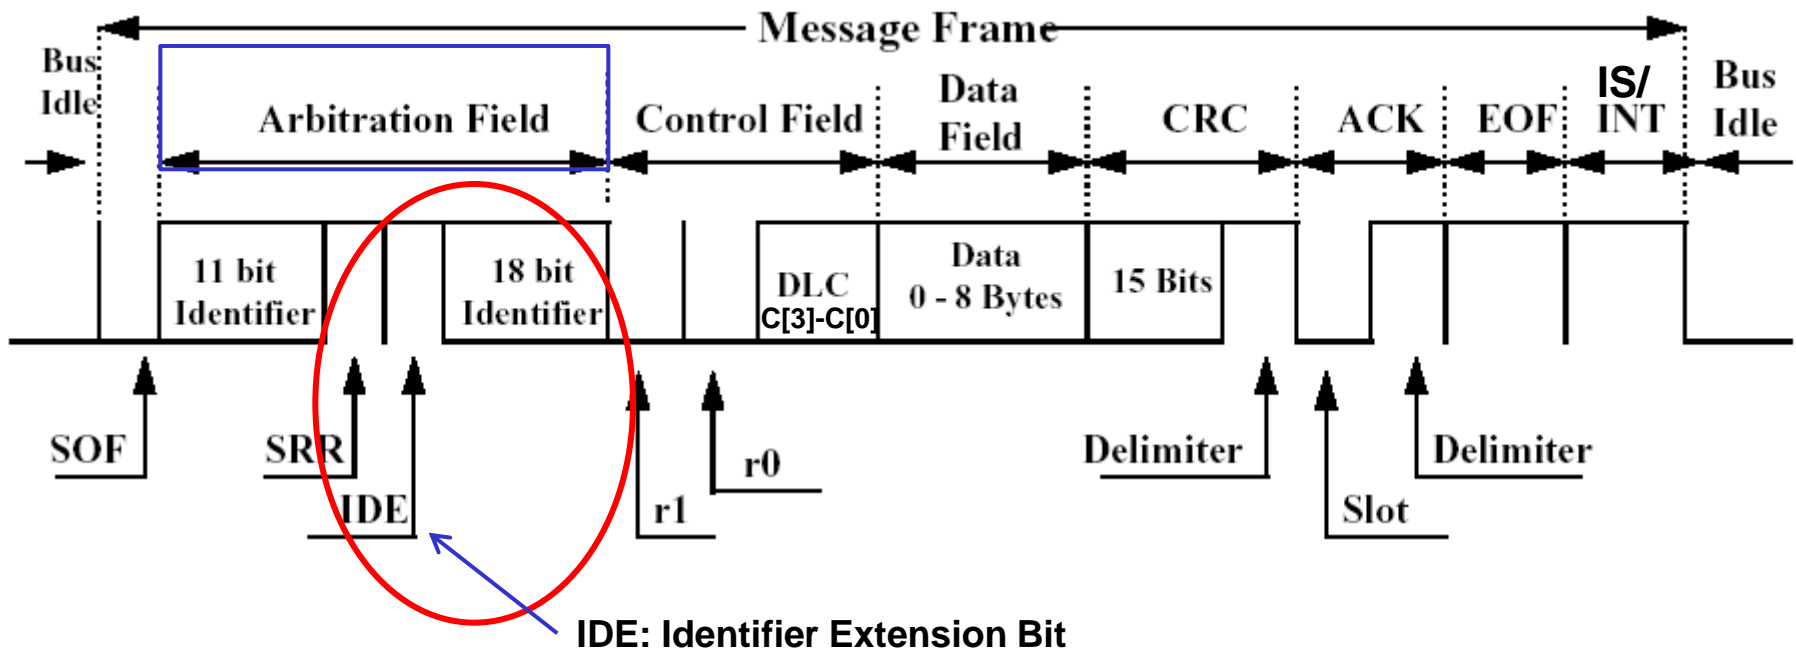 Message Frame
Bus
Idle
Arbitration Field
Control Field
Data
Field
CRC
ACK
EOF
IS/
INT
Bus
Idle
11 bit
Identifier
18 bit
Identifier
DLC
C[3]-C[0]
Data
0 - 8 Bytes
15 Bits
SOF
SRR
IDE
r1
r0
Delimiter
Slot
Delimiter
IDE: Identifier Extension Bit